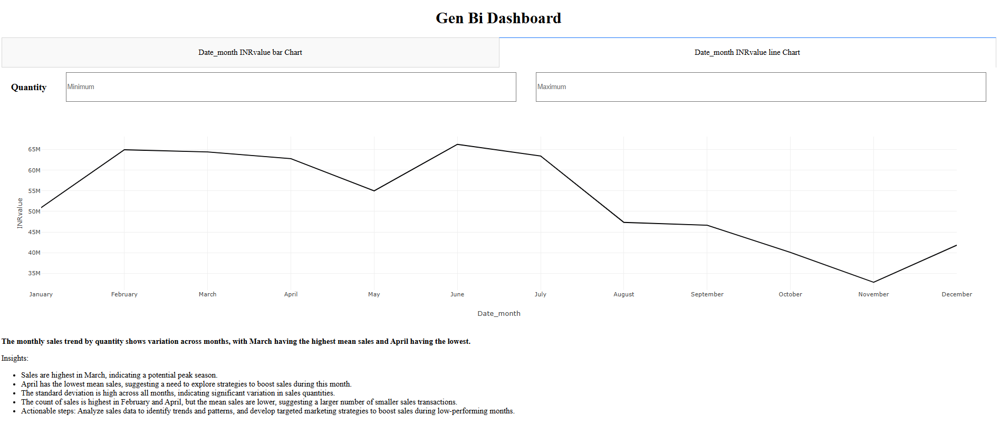 Gen Bi Dashboard
Date_month INRvalue bar Chart
Date_month INRvalue line Chart
Quantity
Minimum
Maximum
65M
60M
55M
50M
45M
40M
35M
INRvalue
January
February
March
April
May
June
July
August
September
October
November
December
Date_month
The monthly sales trend by quantity shows variation across months, with March having the highest mean sales and April having the lowest.
Insights:
• Sales are highest in March, indicating a potential peak season.
• April has the lowest mean sales, suggesting a need to explore strategies to boost sales during this month.
• The standard deviation is high across all months, indicating significant variation in sales quantities.
• The count of sales is highest in February and April, but the mean sales are lower, suggesting a larger number of smaller sales transactions.
• Actionable steps: Analyze sales data to identify trends and patterns, and develop targeted marketing strategies to boost sales during low-performing months.